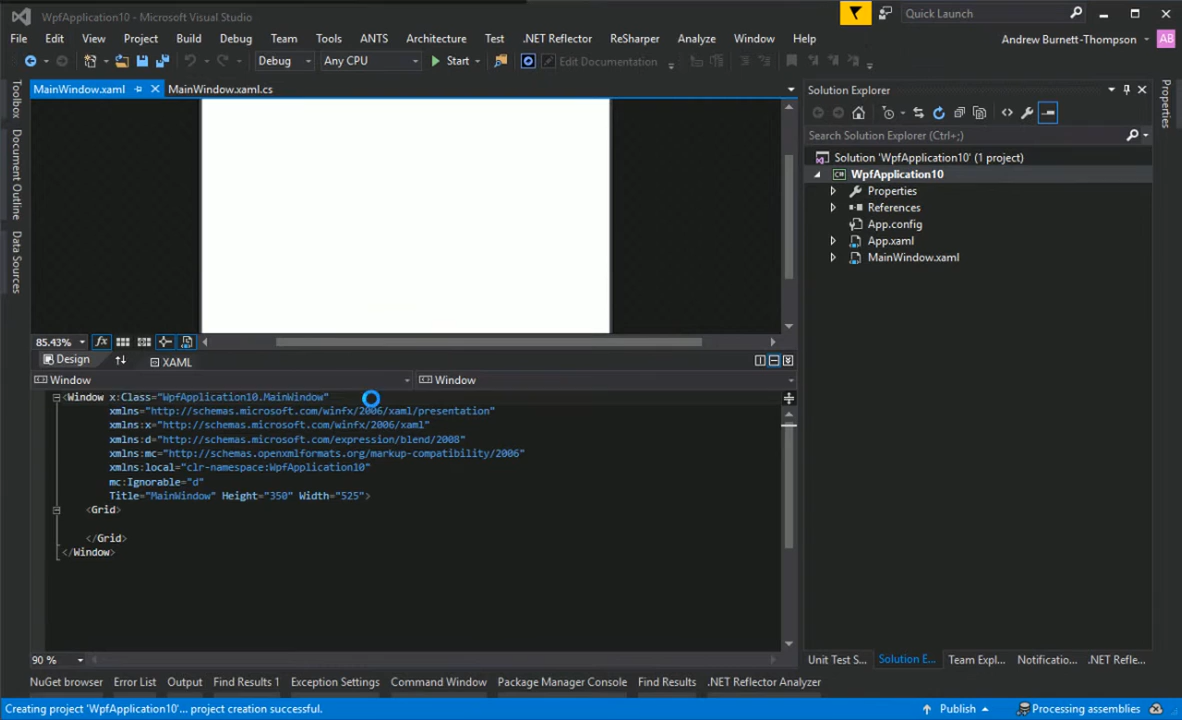 WpfApplication10 - Microsoft Visual Studio
Quick Launch
File Edit View Project Build Debug Team Tools ANTS Architecture Test .NET Reflector ReSharper Analyze Window Help
Andrew Burnett-Thompson AB
Debug Any CPU Start Edit Documentation
MainWindow.xaml MainWindow.xaml.cs
Toolbox
Document Outline
Data Sources
Solution Explorer
Search Solution Explorer (Ctrl+;)
Solution 'WpfApplication10' (1 project)
C# WpfApplication10
Properties
References
App.config
App.xaml
MainWindow.xaml
Properties
85.43% fx
Design XAML
Window Window
<Window x:Class="WpfApplication10.MainWindow"
xmlns="http://schemas.microsoft.com/winfx/2006/xaml/presentation"
xmlns:x="http://schemas.microsoft.com/winfx/2006/xaml"
xmlns:d="http://schemas.microsoft.com/expression/blend/2008"
xmlns:mc="http://schemas.openxmlformats.org/markup-compatibility/2006"
xmlns:local="clr-namespace:WpfApplication10"
mc:Ignorable="d"
Title="MainWindow" Height="350" Width="525">
<Grid>
</Grid>
</Window>
90 %
Unit Test S... Solution E... Team Expl... Notificatio... .NET Refle...
NuGet browser Error List Output Find Results 1 Exception Settings Command Window Package Manager Console Find Results .NET Reflector Analyzer
Creating project 'WpfApplication10'... project creation successful.
Publish Processing assemblies